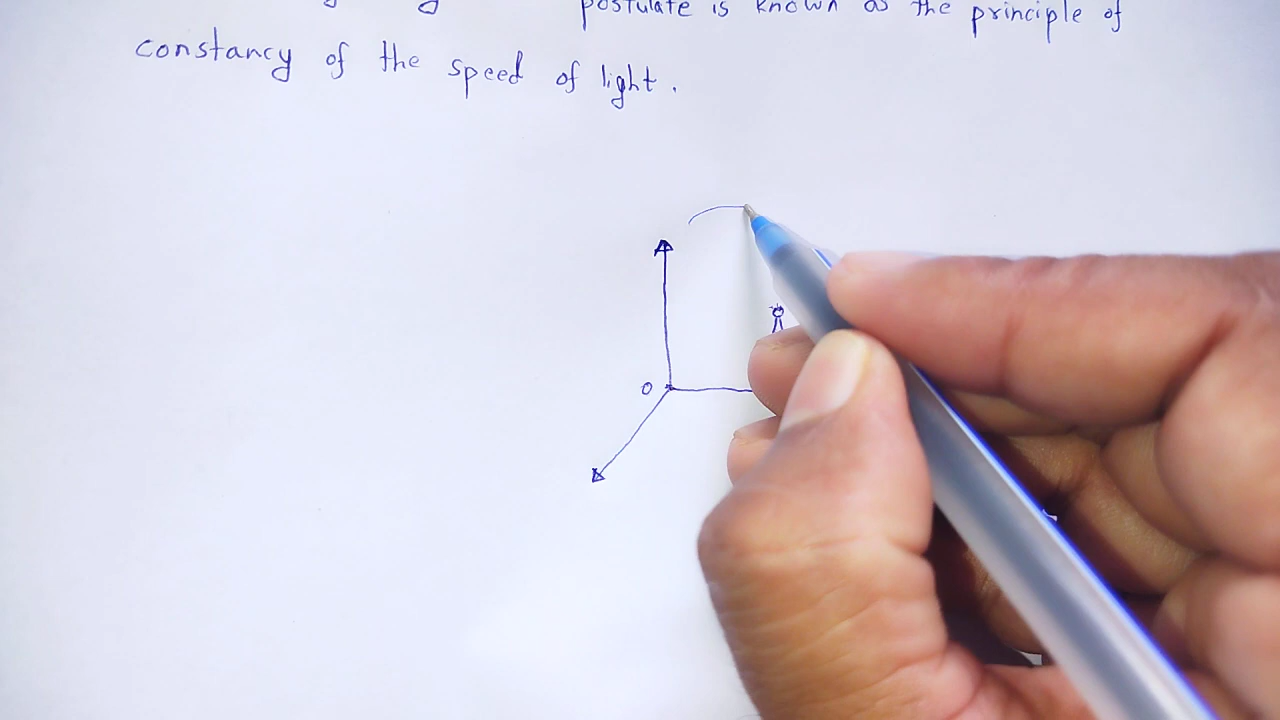 postulate is known as the principle of
constancy of the speed of light.
O